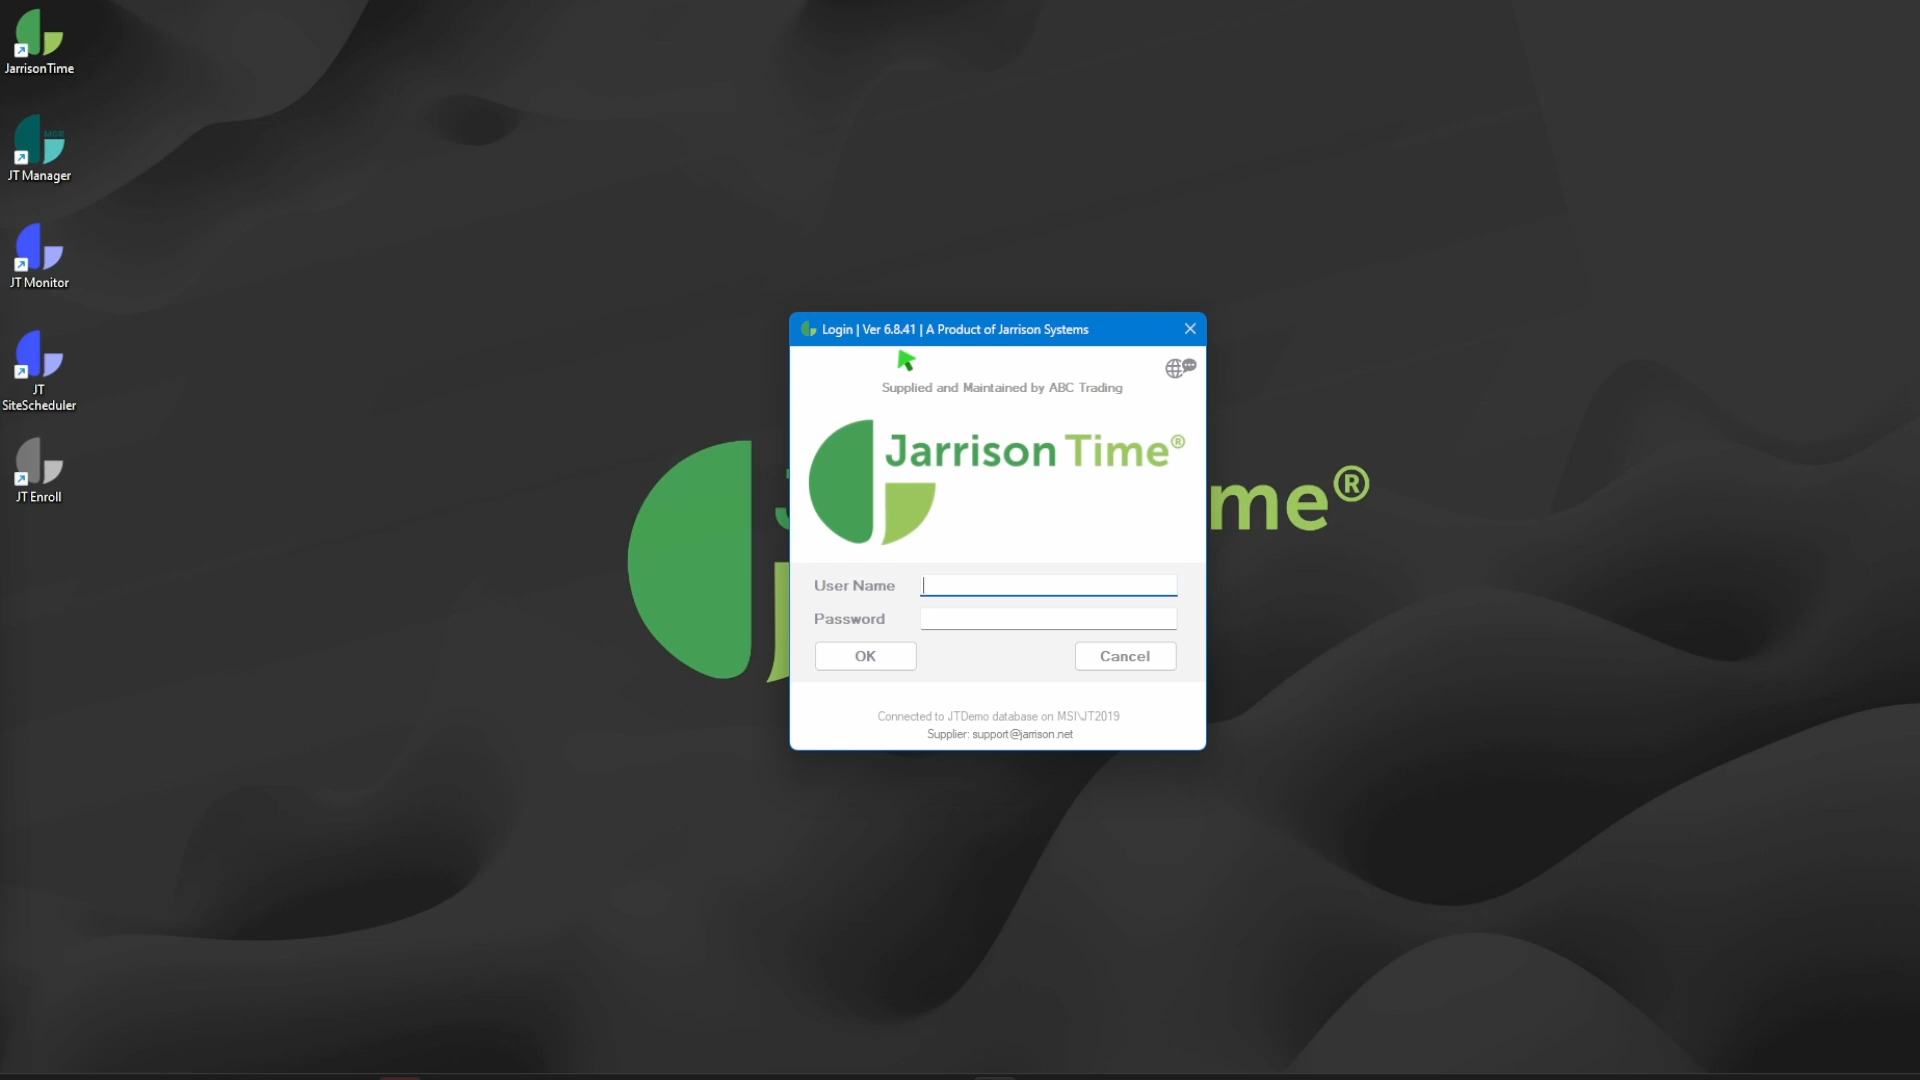 JarrisonTime
MGR
JT Manager
JT Monitor
JT
SiteScheduler
JT Enroll
Login | Ver 6.8.41 | A Product of Jarrison Systems
Supplied and Maintained by ABC Trading
Jarrison Time®
me®
User Name
Password
OK
Cancel
Connected to JTDemo database on MSI\JT2019
Supplier: support@jarrison.net